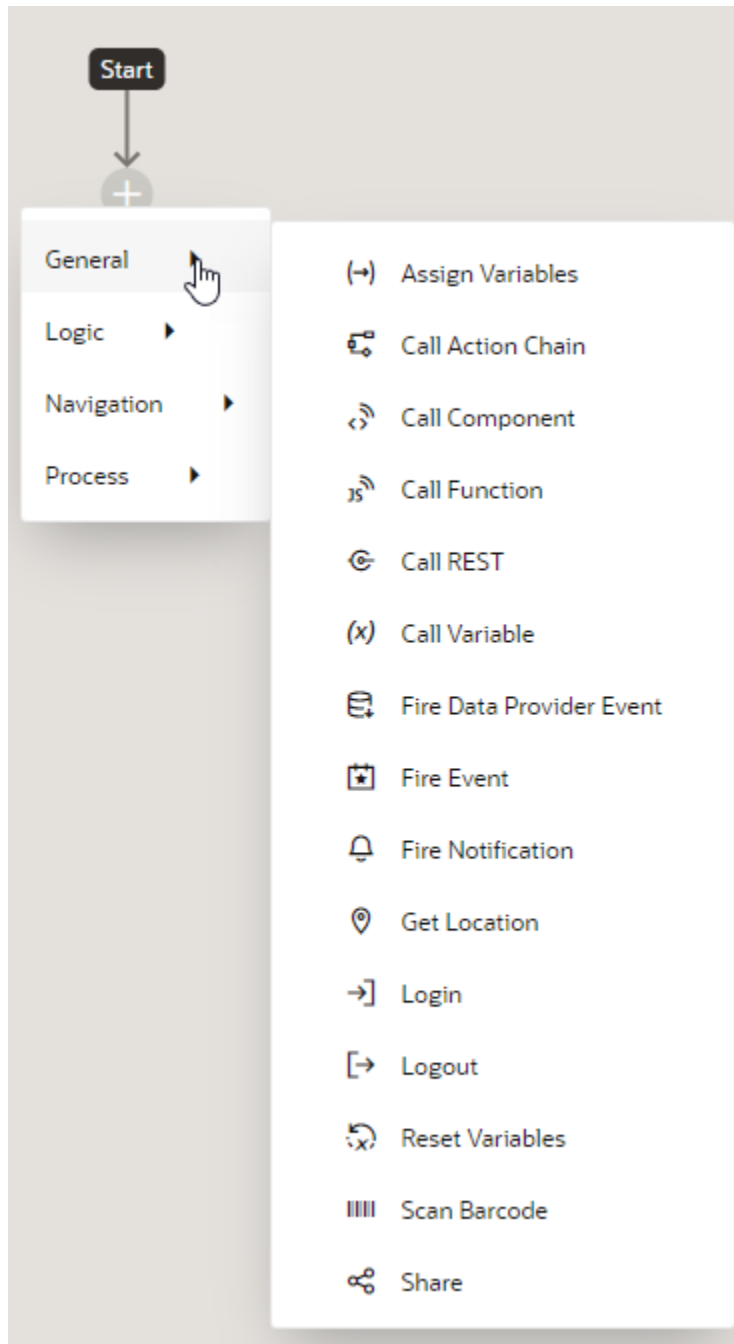 Start
General
Logic
Navigation
Process
Assign Variables
Call Action Chain
Call Component
JS Call Function
Call REST
(x) Call Variable
Fire Data Provider Event
Fire Event
Fire Notification
Get Location
Login
Logout
x Reset Variables
Scan Barcode
Share